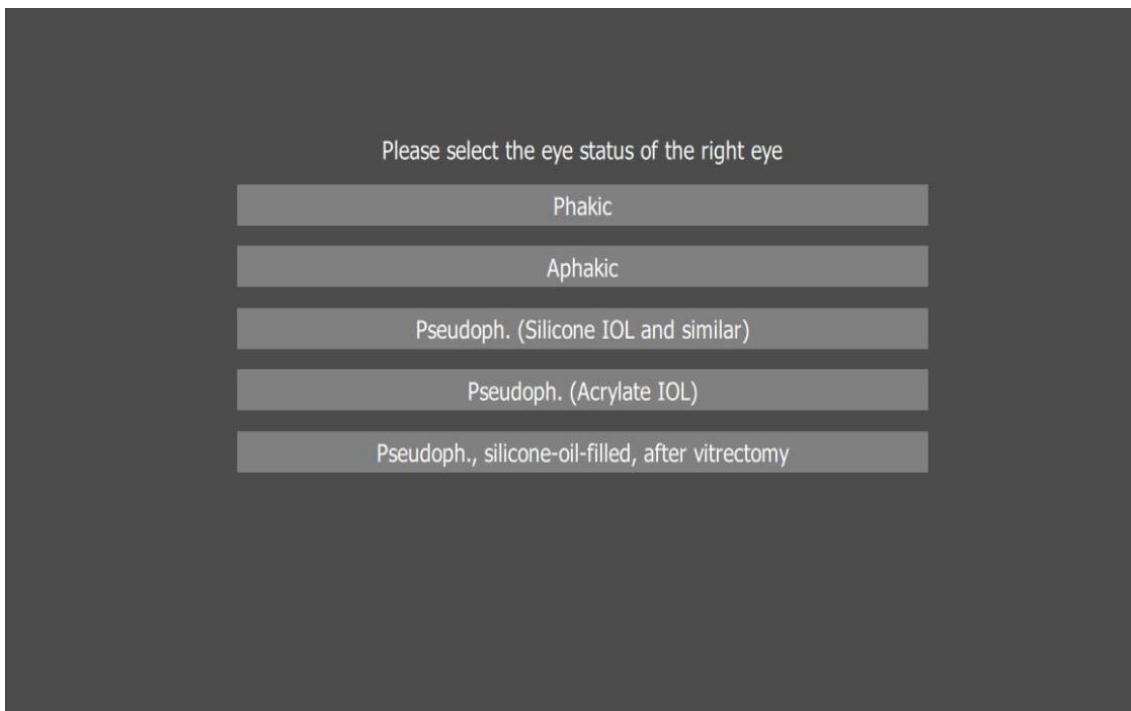 Please select the eye status of the right eye
Phakic
Aphakic
Pseudoph. (Silicone IOL and similar)
Pseudoph. (Acrylate IOL)
Pseudoph., silicone-oil-filled, after vitrectomy